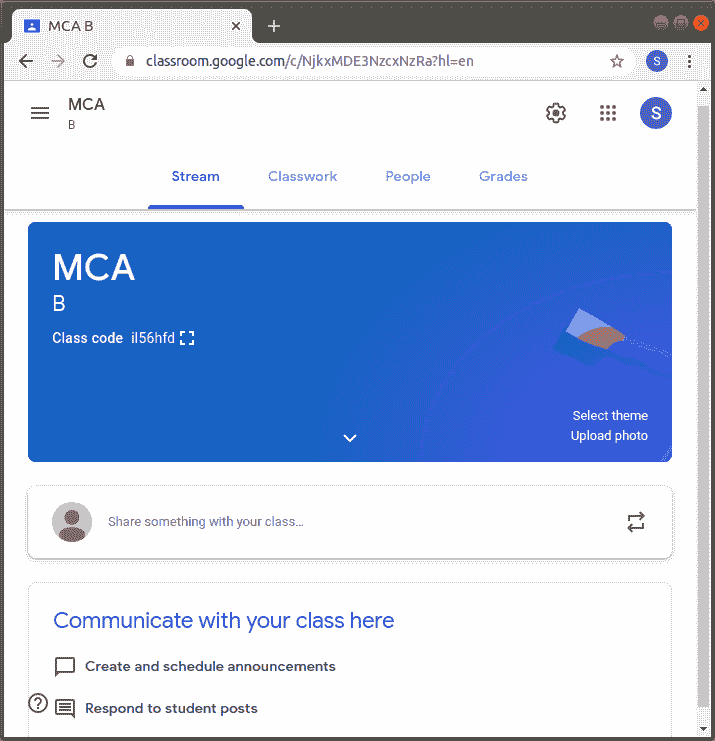 MCA B
classroom.google.com/c/NjkxMDE3NzcxNzRa?hl=en
S
MCA
B
S
Stream Classwork People Grades
MCA
B
Class code il56hfd
Select theme
Upload photo
Share something with your class...
Communicate with your class here
Create and schedule announcements
Respond to student posts